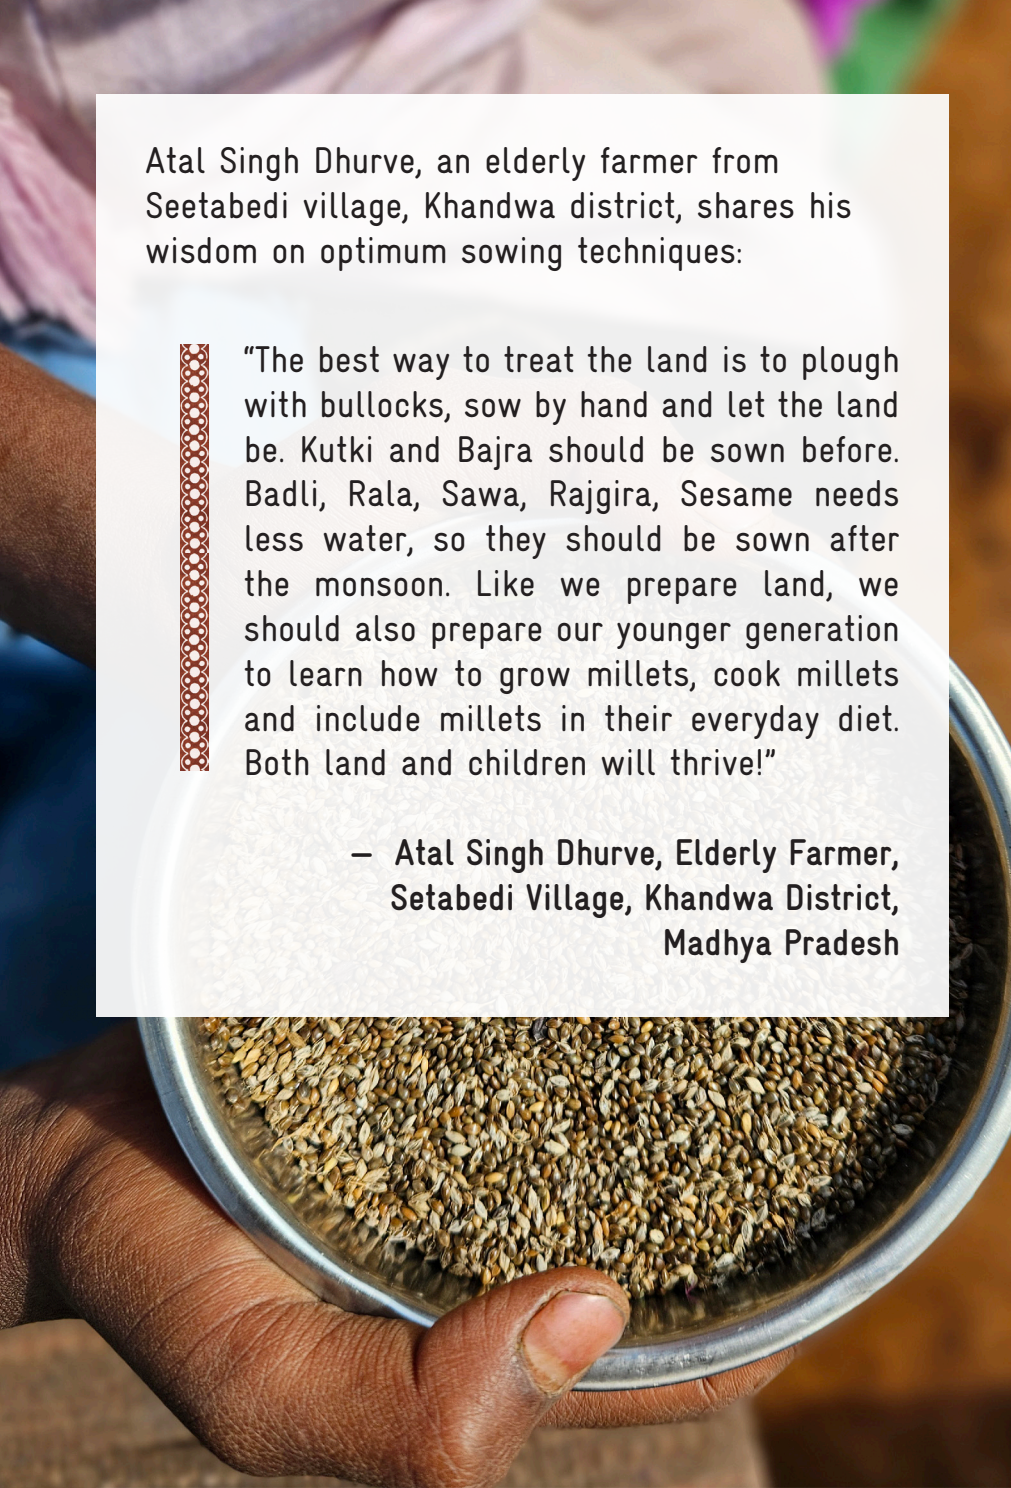 Atal Singh Dhurve, an elderly farmer from
Seetabedi village, Khandwa district, shares his
wisdom on optimum sowing techniques:
“The best way to treat the land is to plough
with bullocks, sow by hand and let the land
be. Kutki and Bajra should be sown before.
Badli, Rala, Sawa, Rajgira, Sesame needs
less water, so they should be sown after
the monsoon. Like we prepare land, we
should also prepare our younger generation
to learn how to grow millets, cook millets
and include millets in their everyday diet.
Both land and children will thrive!”
– Atal Singh Dhurve, Elderly Farmer,
Setabedi Village, Khandwa District,
Madhya Pradesh